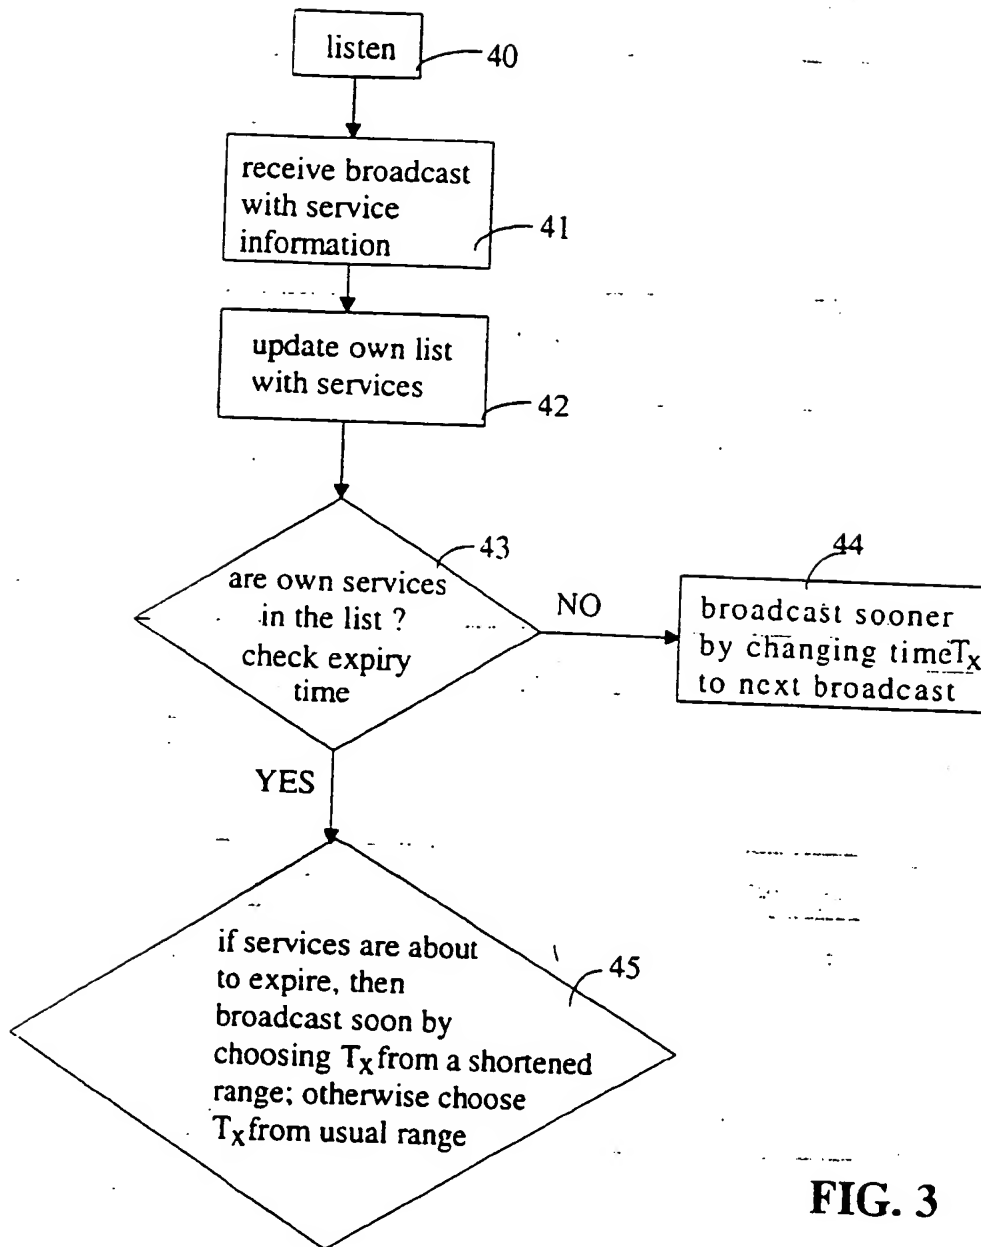 listen
40
receive broadcast
with service
information
41
update own list
with services
42
43
are own services
in the list ?
check expiry
time
NO
44
broadcast sooner
by changing timeTx
to next broadcast
YES
45
if services are about
to expire, then
broadcast soon by
choosing Tx from a shortened
range; otherwise choose
Tx from usual range
FIG. 3